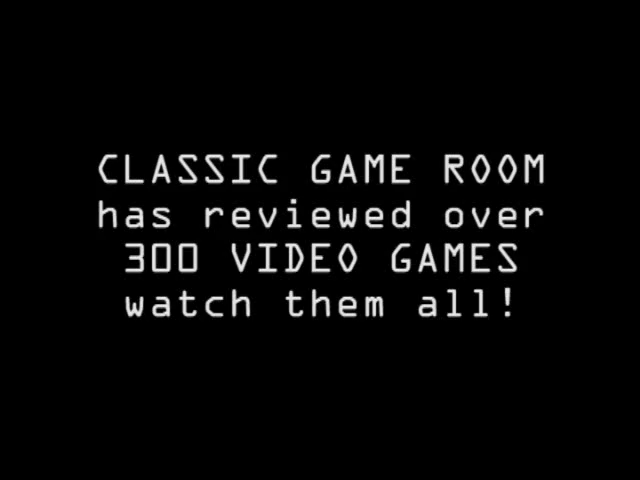 CLASSIC GAME ROOM
has reviewed over
300 VIDEO GAMES
watch them all!